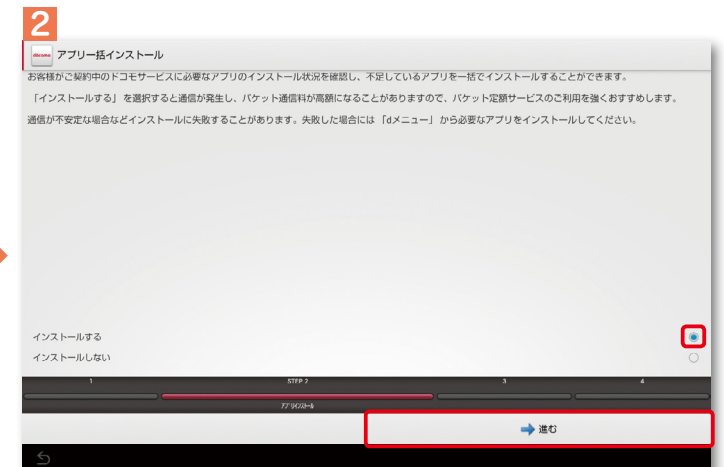 2
docomo アプリ一括インストール
お客様がご契約中のドコモサービスに必要なアプリのインストール状況を確認し、不足しているアプリを一括でインストールすることができます。
「インストールする」を選択すると通信が発生し、パケット通信料が高額になることがありますので、パケット定額サービスのご利用を強くおすすめします。
通信が不安定な場合などインストールに失敗することがあります。失敗した場合には「dメニュー」から必要なアプリをインストールしてください。
インストールする
インストールしない
1 STEP 2 3 4
アプリインストール
進む